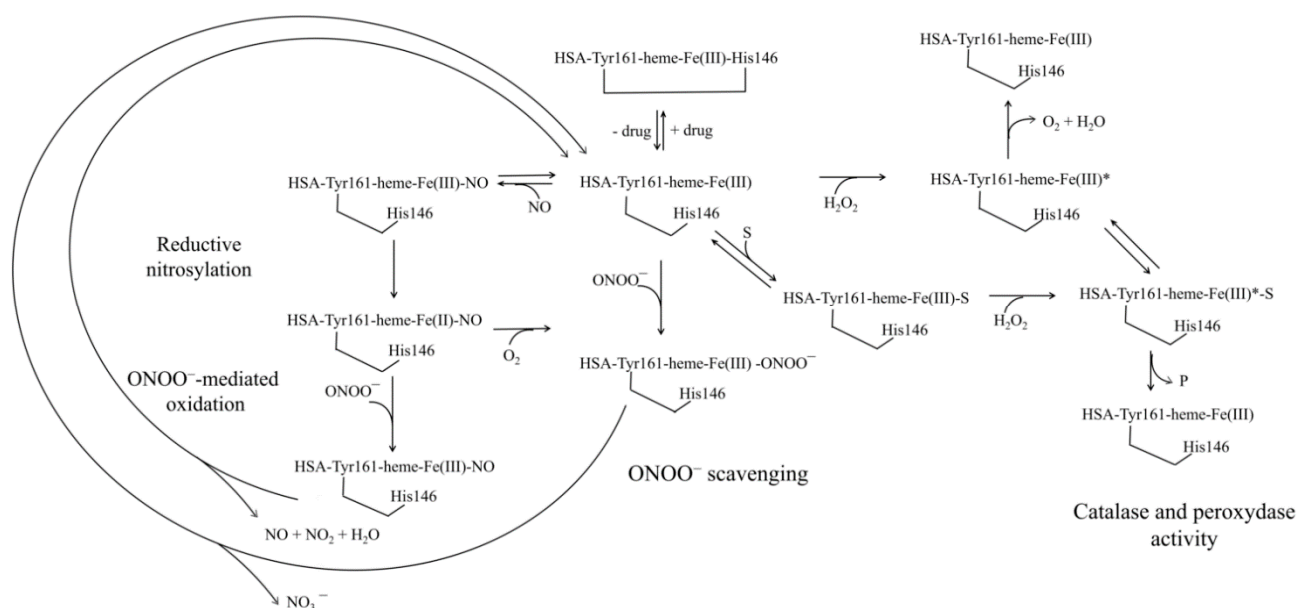 HSA-Tyr161-heme-Fe(III)-His146
- drug
+ drug
HSA-Tyr161-heme-Fe(III)
His146
O₂ + H₂O
HSA-Tyr161-heme-Fe(III)-NO
His146
NO
HSA-Tyr161-heme-Fe(III)
His146
H₂O₂
HSA-Tyr161-heme-Fe(III)*
His146
S
Reductive
nitrosylation
ONOO⁻
HSA-Tyr161-heme-Fe(III)-S
His146
H₂O₂
HSA-Tyr161-heme-Fe(III)*-S
His146
HSA-Tyr161-heme-Fe(II)-NO
His146
O₂
HSA-Tyr161-heme-Fe(III) -ONOO⁻
His146
ONOO⁻-mediated
oxidation
ONOO⁻
P
HSA-Tyr161-heme-Fe(III)
His146
HSA-Tyr161-heme-Fe(III)-NO
His146
ONOO⁻ scavenging
NO + NO₂ + H₂O
Catalase and peroxydase
activity
NO₃⁻